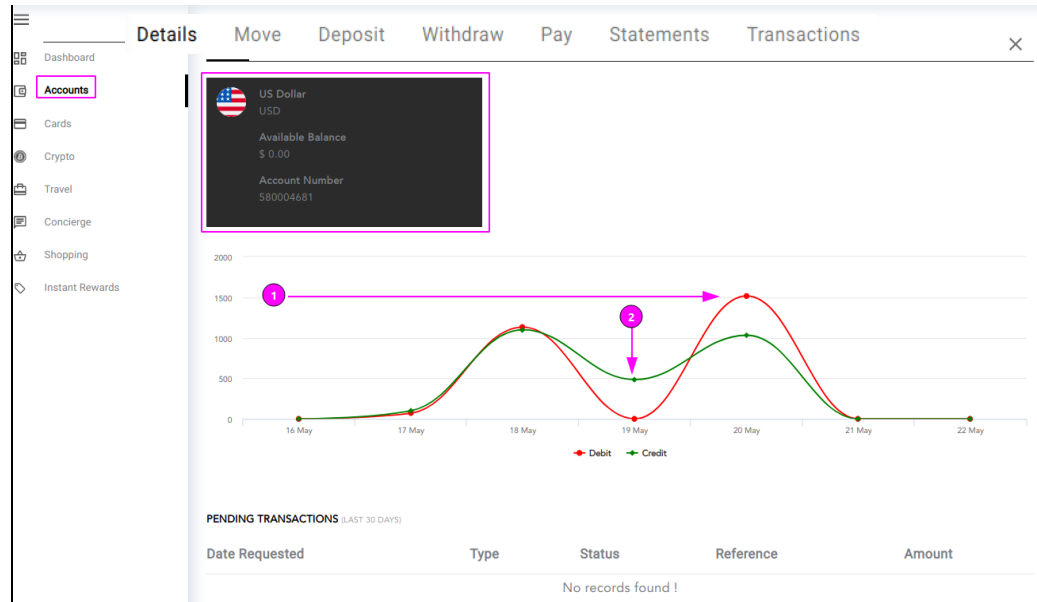 Details Move Deposit Withdraw Pay Statements Transactions
Dashboard
Accounts
Cards
Crypto
Travel
Concierge
Shopping
Instant Rewards
US Dollar
USD
Available Balance
$ 0.00
Account Number
580004681
2000
1500
1000
500
0
1
2
16 May 17 May 18 May 19 May 20 May 21 May 22 May
Debit Credit
PENDING TRANSACTIONS (LAST 30 DAYS)
Date Requested Type Status Reference Amount
No records found !